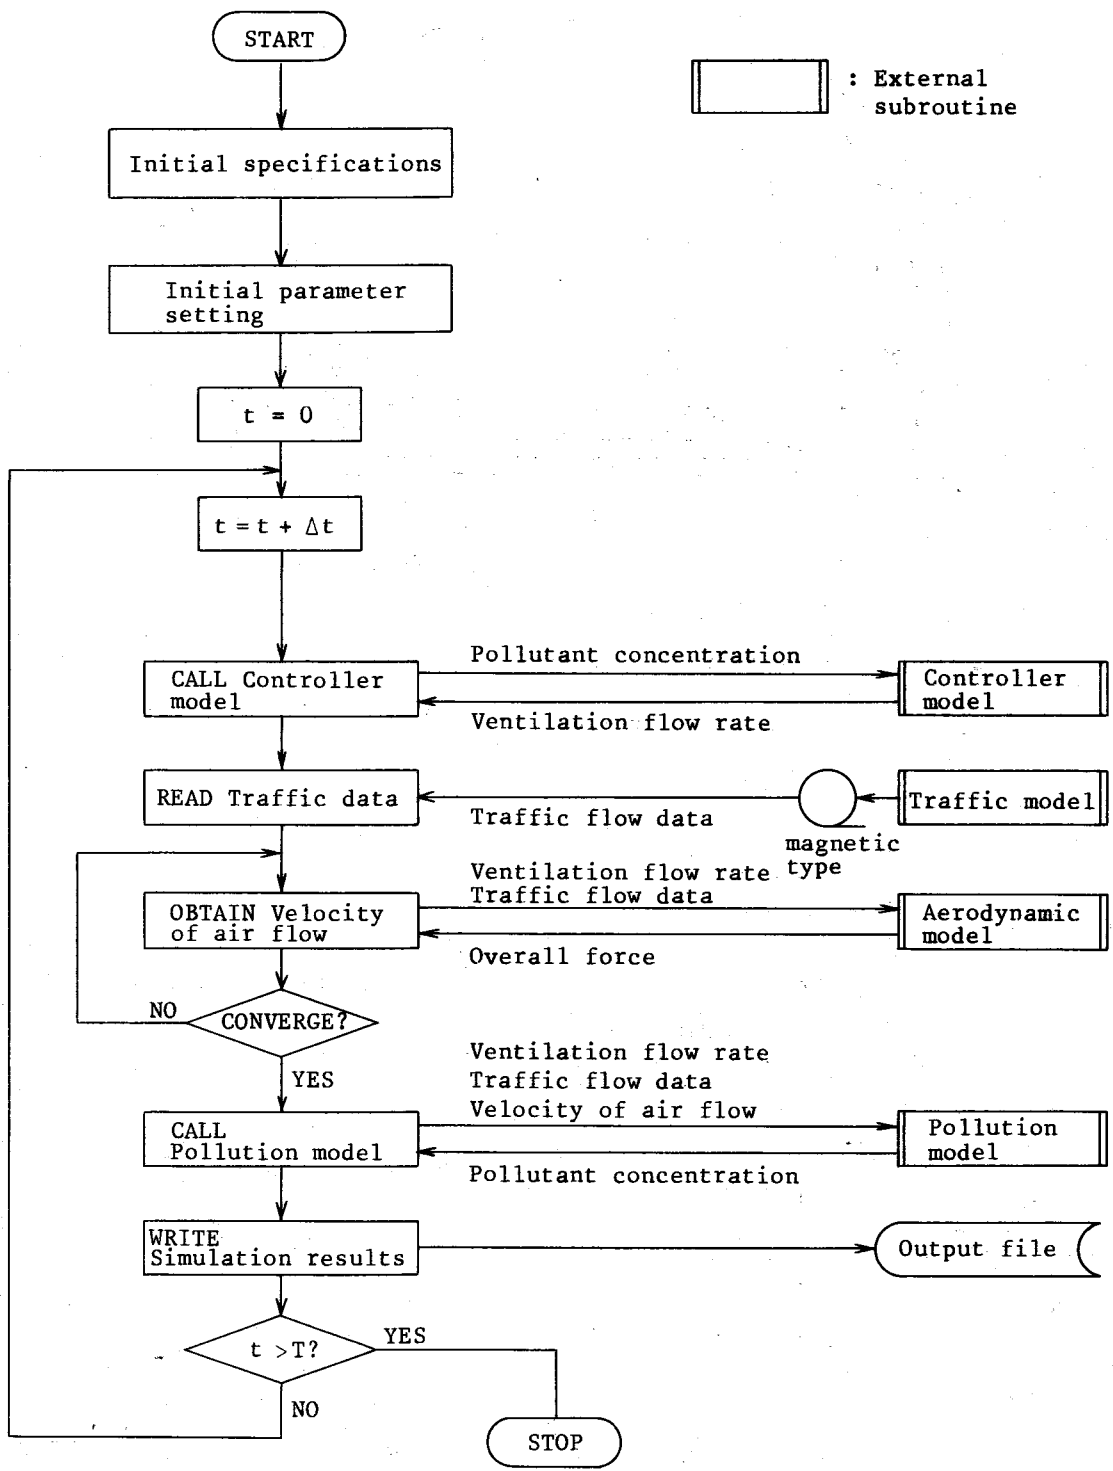 START
: External
subroutine
Initial specifications
Initial parameter
setting
t = 0
t = t + Δt
Pollutant concentration
CALL Controller
model
Controller
model
Ventilation flow rate
READ Traffic data
Traffic model
Traffic flow data
magnetic
type
Ventilation flow rate
Traffic flow data
OBTAIN Velocity
of air flow
Aerodynamic
model
Overall force
NO
CONVERGE?
YES
Ventilation flow rate
Traffic flow data
Velocity of air flow
CALL
Pollution model
Pollution
model
Pollutant concentration
WRITE
Simulation results
Output file
t >T?
YES
NO
STOP